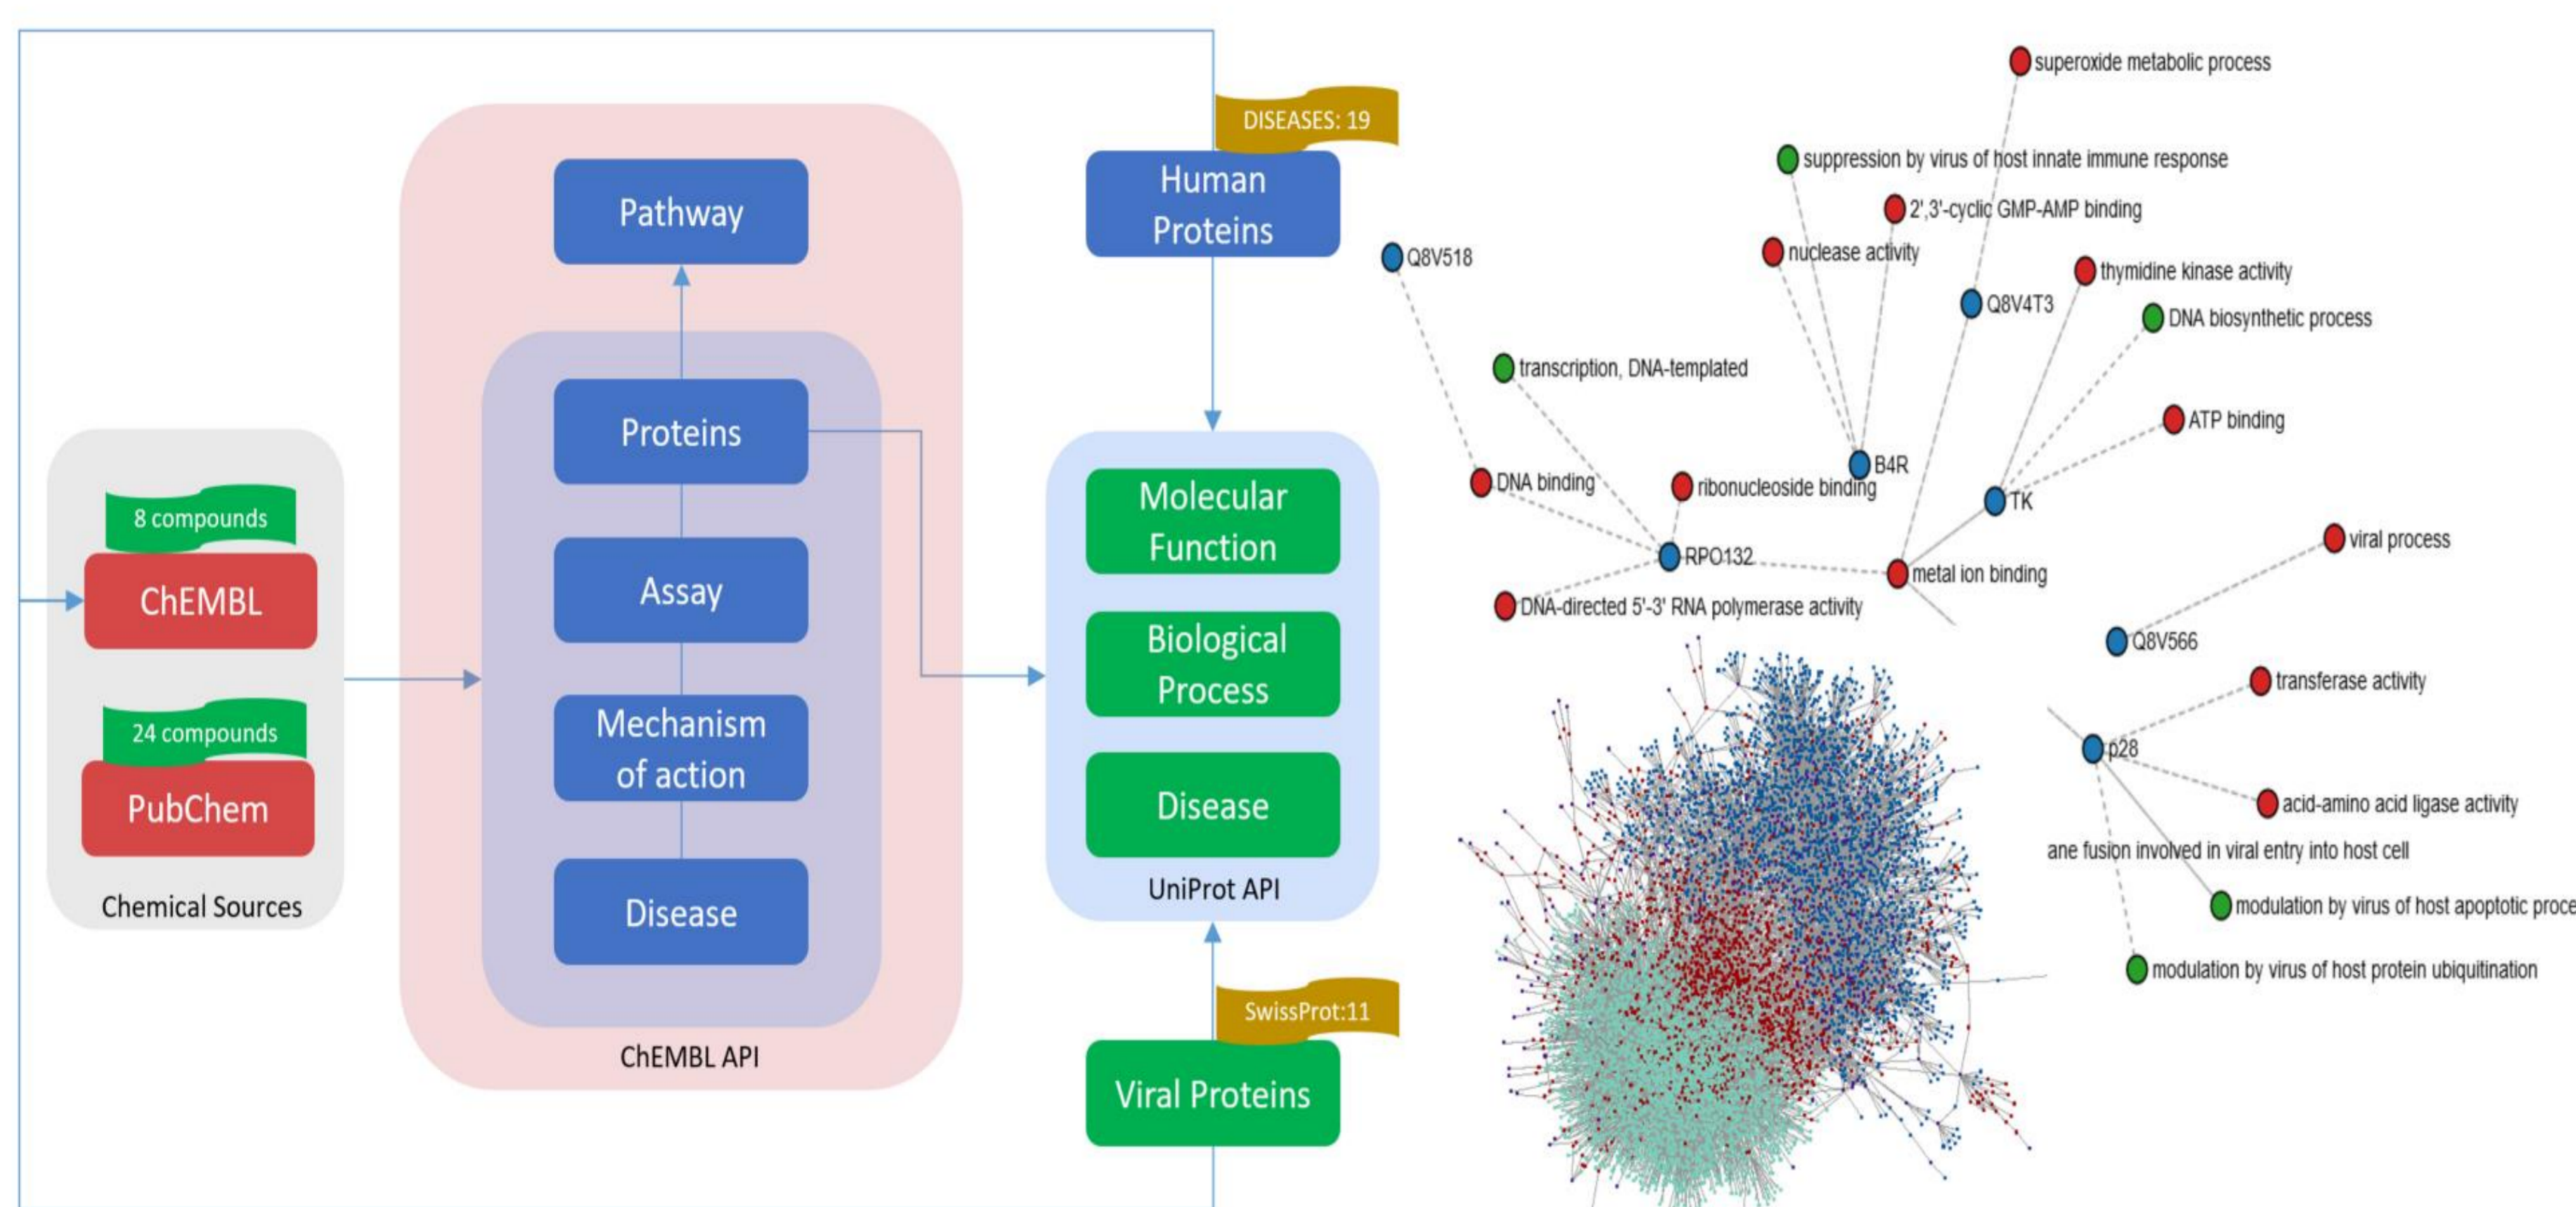 8 compounds
ChEMBL
24 compounds
PubChem
Chemical Sources
Pathway
Proteins
Assay
Mechanism
of action
Disease
ChEMBL API
DISEASES: 19
Human
Proteins
Molecular
Function
Biological
Process
Disease
UniProt API
SwissProt:11
Viral Proteins
superoxide metabolic process
suppression by virus of host innate immune response
2',3'-cyclic GMP-AMP binding
nuclease activity
Q8V518
thymidine kinase activity
Q8V4T3
DNA biosynthetic process
transcription, DNA-templated
ATP binding
B4R
DNA binding
ribonucleoside binding
TK
viral process
RPO132
metal ion binding
DNA-directed 5'-3' RNA polymerase activity
Q8V566
transferase activity
p28
acid-amino acid ligase activity
ane fusion involved in viral entry into host cell
modulation by virus of host apoptotic proce
modulation by virus of host protein ubiquitination